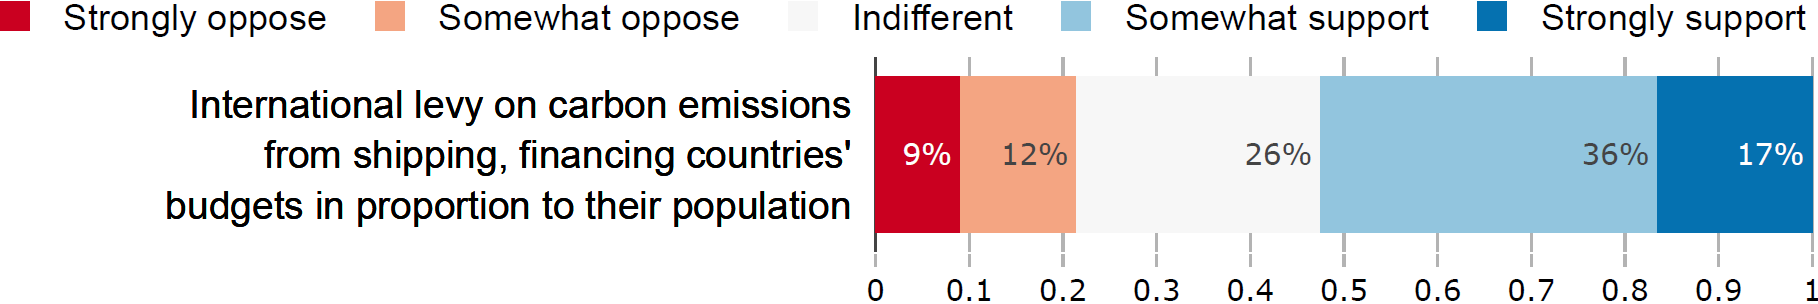 Strongly oppose Somewhat oppose Indifferent Somewhat support Strongly support
International levy on carbon emissions
from shipping, financing countries'
budgets in proportion to their population
9% 12% 26% 36% 17%
0 0.1 0.2 0.3 0.4 0.5 0.6 0.7 0.8 0.9 1